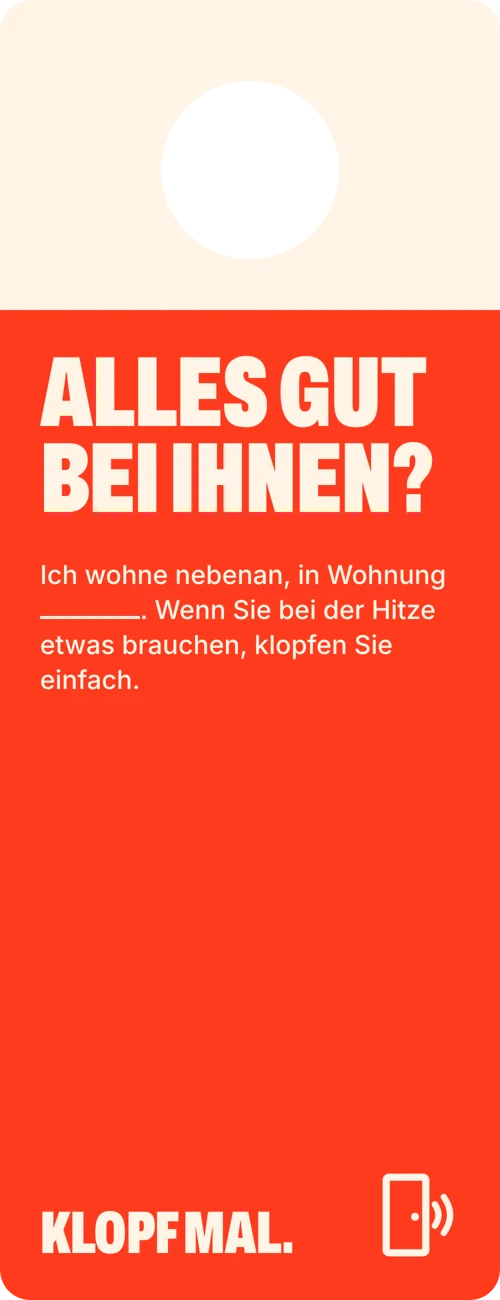 ALLES GUT
BEI IHNEN?
Ich wohne nebenan, in Wohnung
________. Wenn Sie bei der Hitze
etwas brauchen, klopfen Sie
einfach.
KLOPF MAL.